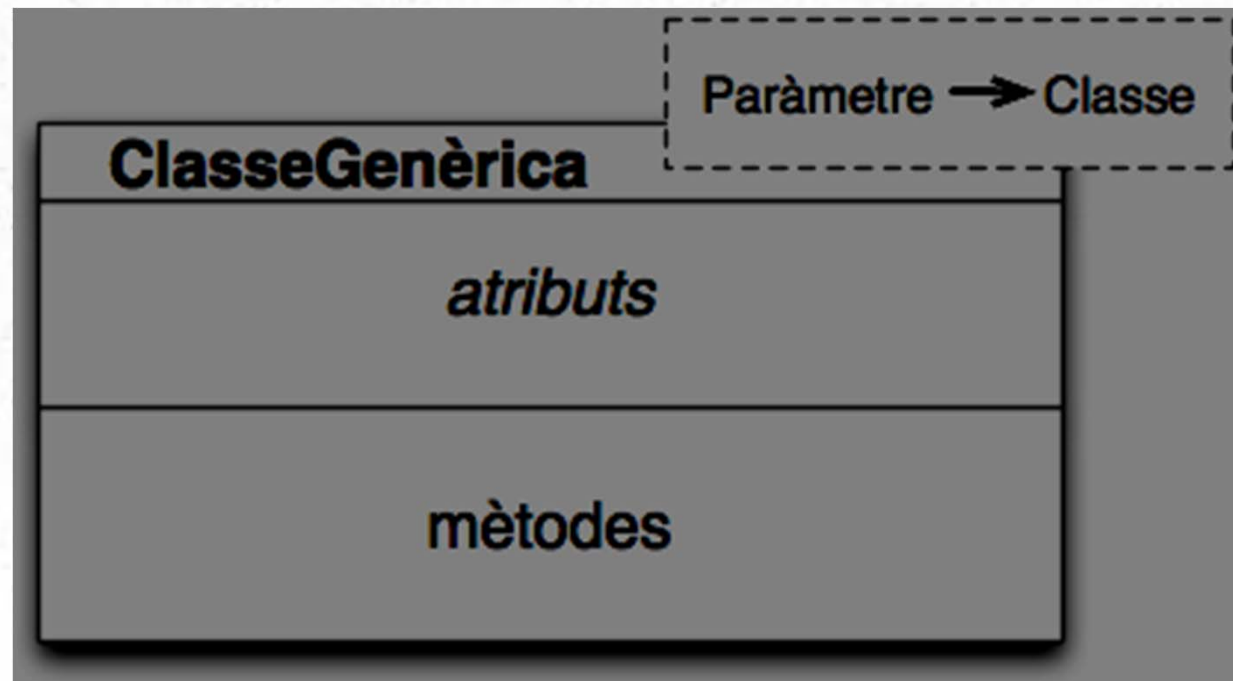 Paràmetre → Classe
ClasseGenèrica
atributs
mètodes